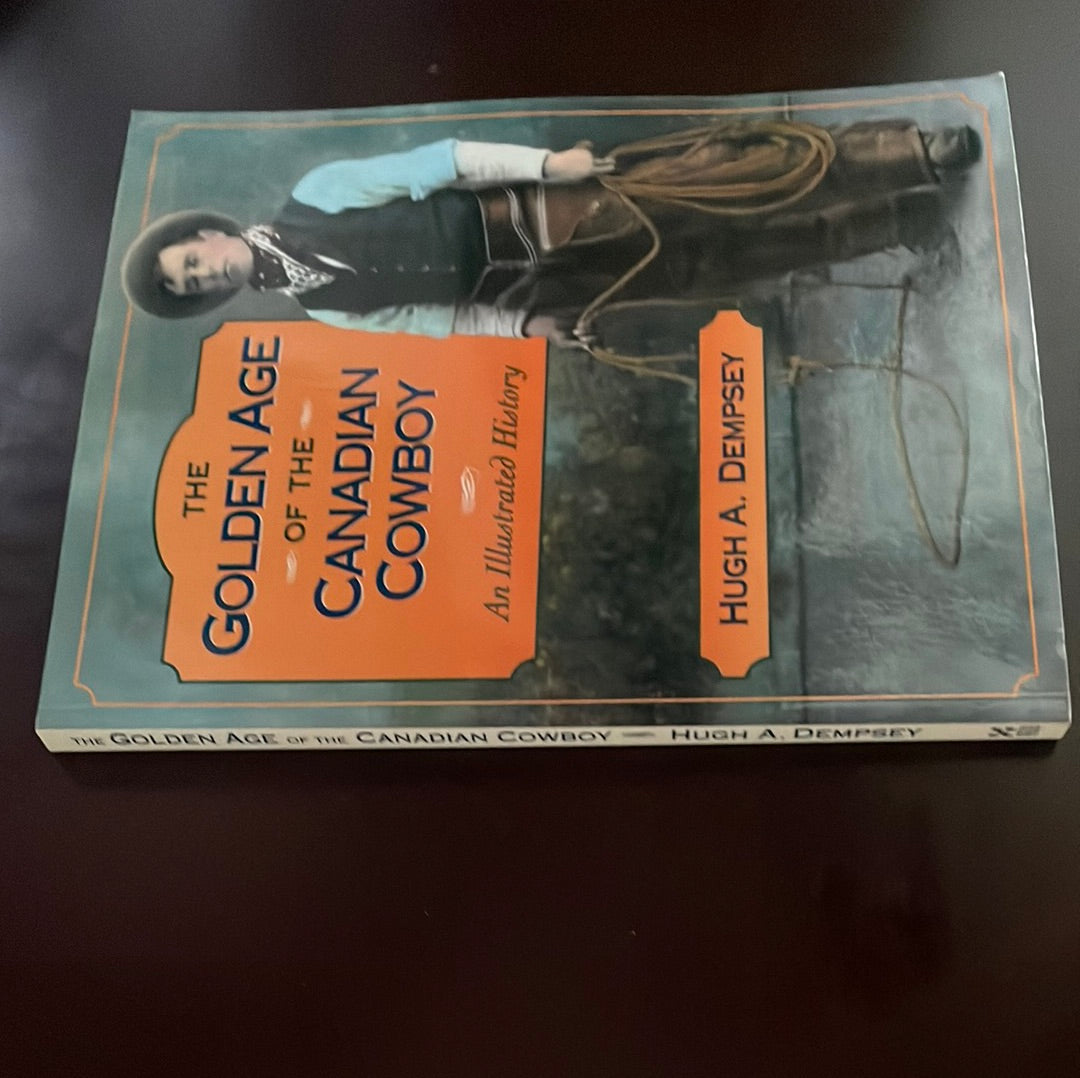 THE
GOLDEN AGE
OF THE
CANADIAN
COWBOY
An Illustrated History
HUGH A. DEMPSEY
THE GOLDEN AGE OF THE CANADIAN COWBOY — HUGH A. DEMPSEY